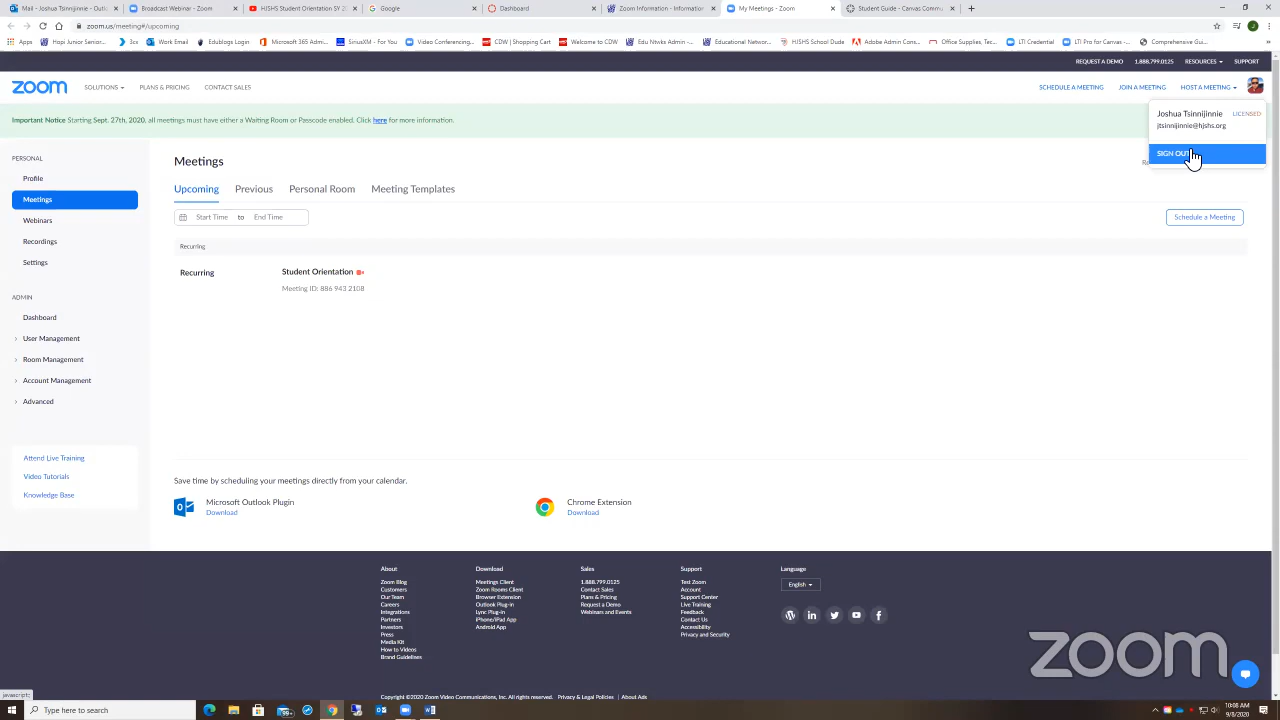 Mail - Joshua Tsinnijinnie - Outl
Broadcast Webinar - Zoom
HJSHS Student Orientation SY 2
Google
Dashboard
Zoom Information - Information
My Meetings - Zoom
Student Guide - Canvas Commu
zoom.us/meeting#/upcoming
Apps
Hopi Junior Senior...
3cx
Work Email
Edublogs Login
Microsoft 365 Admi...
SiriusXM - For You
Video Conferencing...
CDW | Shopping Cart
Welcome to CDW
Edu Ntwks Admin -...
Educational Networ...
HJSHS School Dude
Adobe Admin Cons...
Office Supplies, Tec...
LTI Credential
LTI Pro for Canvas -...
Comprehensive Gui...
REQUEST A DEMO
1.888.799.0125
RESOURCES
SUPPORT
zoom
SOLUTIONS
PLANS & PRICING
CONTACT SALES
SCHEDULE A MEETING
JOIN A MEETING
HOST A MEETING
Joshua Tsinnijinnie
LICENSED
jtsinnijinnie@hjshs.org
SIGN OUT
Important Notice Starting Sept. 27th, 2020, all meetings must have either a Waiting Room or Passcode enabled. Click here for more information.
PERSONAL
Profile
Meetings
Webinars
Recordings
Settings
ADMIN
Dashboard
User Management
Room Management
Account Management
Advanced
Attend Live Training
Video Tutorials
Knowledge Base
Meetings
Upcoming
Previous
Personal Room
Meeting Templates
Start Time to End Time
Schedule a Meeting
Recurring
Recurring
Student Orientation
Meeting ID: 886 943 2108
Save time by scheduling your meetings directly from your calendar.
Microsoft Outlook Plugin
Download
Chrome Extension
Download
About
Zoom Blog
Customers
Our Team
Careers
Integrations
Partners
Investors
Press
Media Kit
How to Videos
Brand Guidelines
Download
Meetings Client
Zoom Rooms Client
Browser Extension
Outlook Plug-in
Lync Plug-in
iPhone/iPad App
Android App
Sales
1.888.799.0125
Contact Sales
Plans & Pricing
Request a Demo
Webinars and Events
Support
Test Zoom
Account
Support Center
Live Training
Feedback
Contact Us
Accessibility
Privacy and Security
Language
English
zoom
Copyright ©2020 Zoom Video Communications, Inc. All rights reserved.
Privacy & Legal Policies | About Ads
javascript:
Type here to search
10:08 AM
9/8/2020